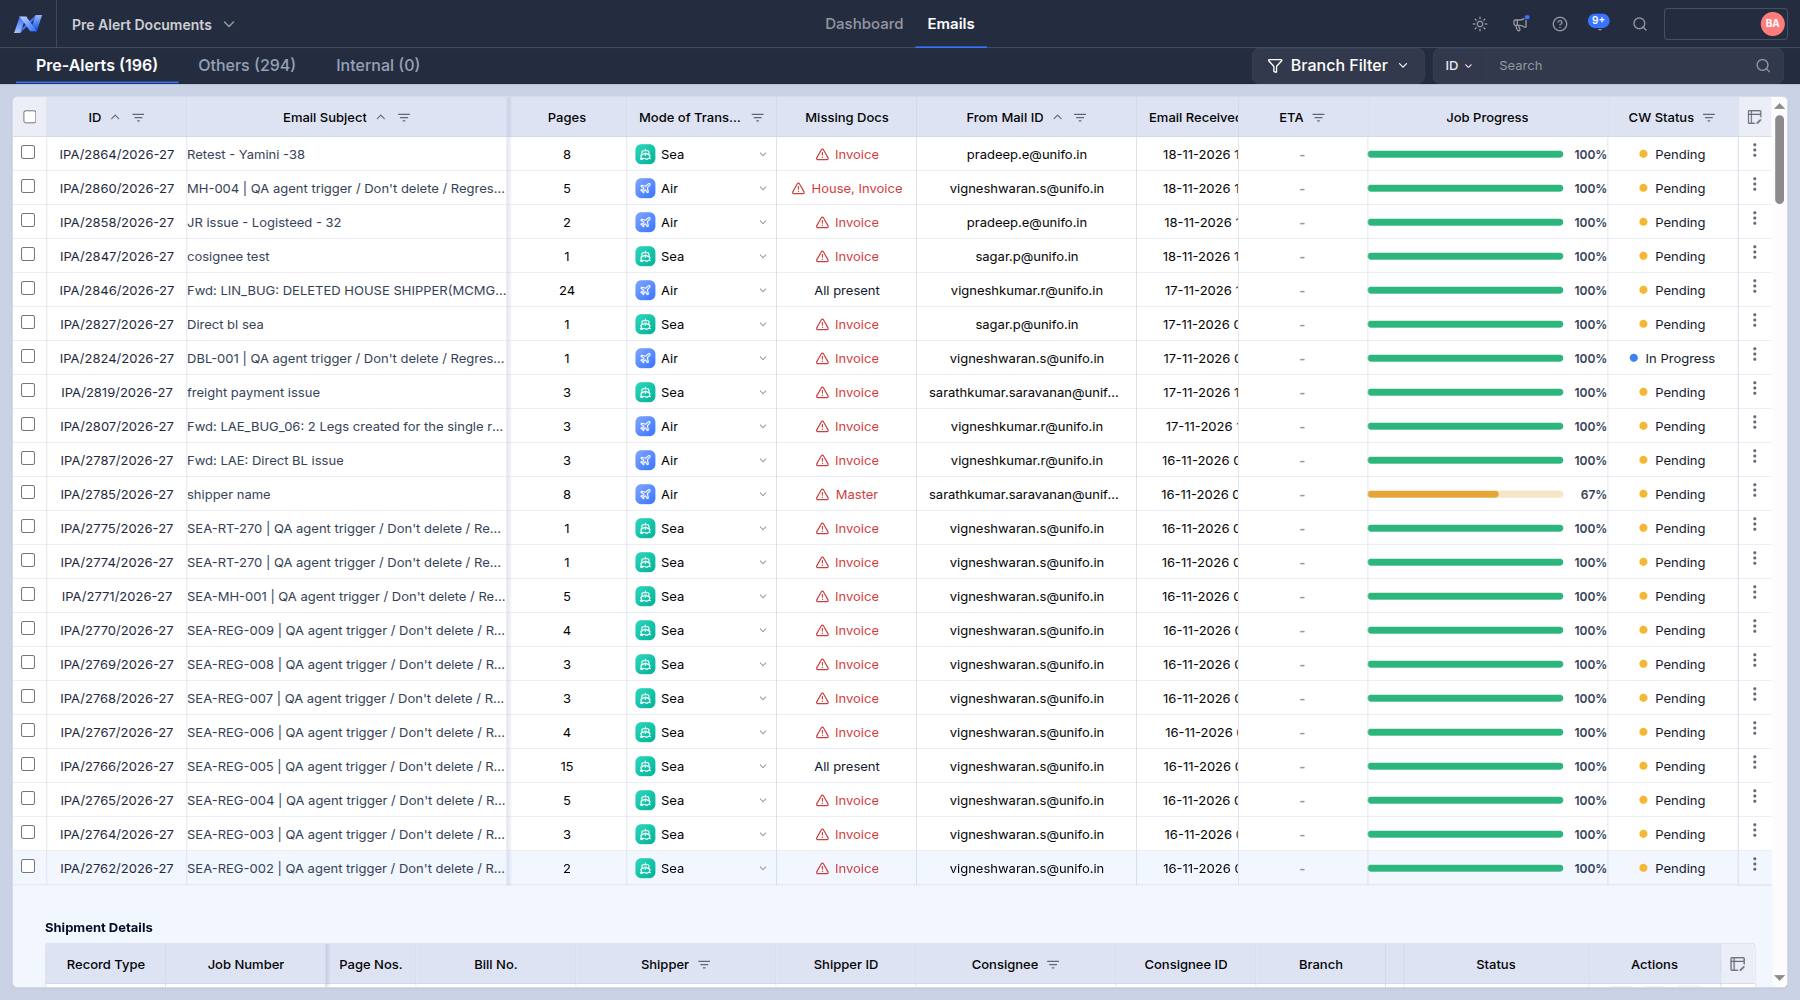 Pre Alert Documents Dashboard Emails 9+ BA
Pre-Alerts (196) Others (294) Internal (0) Branch Filter ID Search
ID Email Subject Pages Mode of Trans... Missing Docs From Mail ID Email Received ETA Job Progress CW Status
IPA/2864/2026-27 Retest - Yamini -38 8 Sea Invoice pradeep.e@unifo.in 18-11-2026 1 - 100% Pending
IPA/2860/2026-27 MH-004 | QA agent trigger / Don't delete / Regres... 5 Air House, Invoice vigneshwaran.s@unifo.in 18-11-2026 1 - 100% Pending
IPA/2858/2026-27 JR issue - Logisteed - 32 2 Air Invoice pradeep.e@unifo.in 18-11-2026 - 100% Pending
IPA/2847/2026-27 cosignee test 1 Sea Invoice sagar.p@unifo.in 18-11-2026 1 - 100% Pending
IPA/2846/2026-27 Fwd: LIN_BUG: DELETED HOUSE SHIPPER(MCMG... 24 Air All present vigneshkumar.r@unifo.in 17-11-2026 - 100% Pending
IPA/2827/2026-27 Direct bl sea 1 Sea Invoice sagar.p@unifo.in 17-11-2026 0 - 100% Pending
IPA/2824/2026-27 DBL-001 | QA agent trigger / Don't delete / Regres... 1 Air Invoice vigneshwaran.s@unifo.in 17-11-2026 0 - 100% In Progress
IPA/2819/2026-27 freight payment issue 3 Sea Invoice sarathkumar.saravanan@unif... 17-11-2026 1 - 100% Pending
IPA/2807/2026-27 Fwd: LAE_BUG_06: 2 Legs created for the single r... 3 Air Invoice vigneshkumar.r@unifo.in 17-11-2026 - 100% Pending
IPA/2787/2026-27 Fwd: LAE: Direct BL issue 3 Air Invoice vigneshkumar.r@unifo.in 16-11-2026 0 - 100% Pending
IPA/2785/2026-27 shipper name 8 Air Master sarathkumar.saravanan@unif... 16-11-2026 0 - 67% Pending
IPA/2775/2026-27 SEA-RT-270 | QA agent trigger / Don't delete / Re... 1 Sea Invoice vigneshwaran.s@unifo.in 16-11-2026 0 - 100% Pending
IPA/2774/2026-27 SEA-RT-270 | QA agent trigger / Don't delete / Re... 1 Sea Invoice vigneshwaran.s@unifo.in 16-11-2026 0 - 100% Pending
IPA/2771/2026-27 SEA-MH-001 | QA agent trigger / Don't delete / Re... 5 Sea Invoice vigneshwaran.s@unifo.in 16-11-2026 0 - 100% Pending
IPA/2770/2026-27 SEA-REG-009 | QA agent trigger / Don't delete / R... 4 Sea Invoice vigneshwaran.s@unifo.in 16-11-2026 0 - 100% Pending
IPA/2769/2026-27 SEA-REG-008 | QA agent trigger / Don't delete / R... 3 Sea Invoice vigneshwaran.s@unifo.in 16-11-2026 0 - 100% Pending
IPA/2768/2026-27 SEA-REG-007 | QA agent trigger / Don't delete / R... 3 Sea Invoice vigneshwaran.s@unifo.in 16-11-2026 0 - 100% Pending
IPA/2767/2026-27 SEA-REG-006 | QA agent trigger / Don't delete / R... 4 Sea Invoice vigneshwaran.s@unifo.in 16-11-2026 - 100% Pending
IPA/2766/2026-27 SEA-REG-005 | QA agent trigger / Don't delete / R... 15 Sea All present vigneshwaran.s@unifo.in 16-11-2026 0 - 100% Pending
IPA/2765/2026-27 SEA-REG-004 | QA agent trigger / Don't delete / R... 5 Sea Invoice vigneshwaran.s@unifo.in 16-11-2026 0 - 100% Pending
IPA/2764/2026-27 SEA-REG-003 | QA agent trigger / Don't delete / R... 3 Sea Invoice vigneshwaran.s@unifo.in 16-11-2026 - 100% Pending
IPA/2762/2026-27 SEA-REG-002 | QA agent trigger / Don't delete / R... 2 Sea Invoice vigneshwaran.s@unifo.in 16-11-2026 0 - 100% Pending
Shipment Details
Record Type Job Number Page Nos. Bill No. Shipper Shipper ID Consignee Consignee ID Branch Status Actions